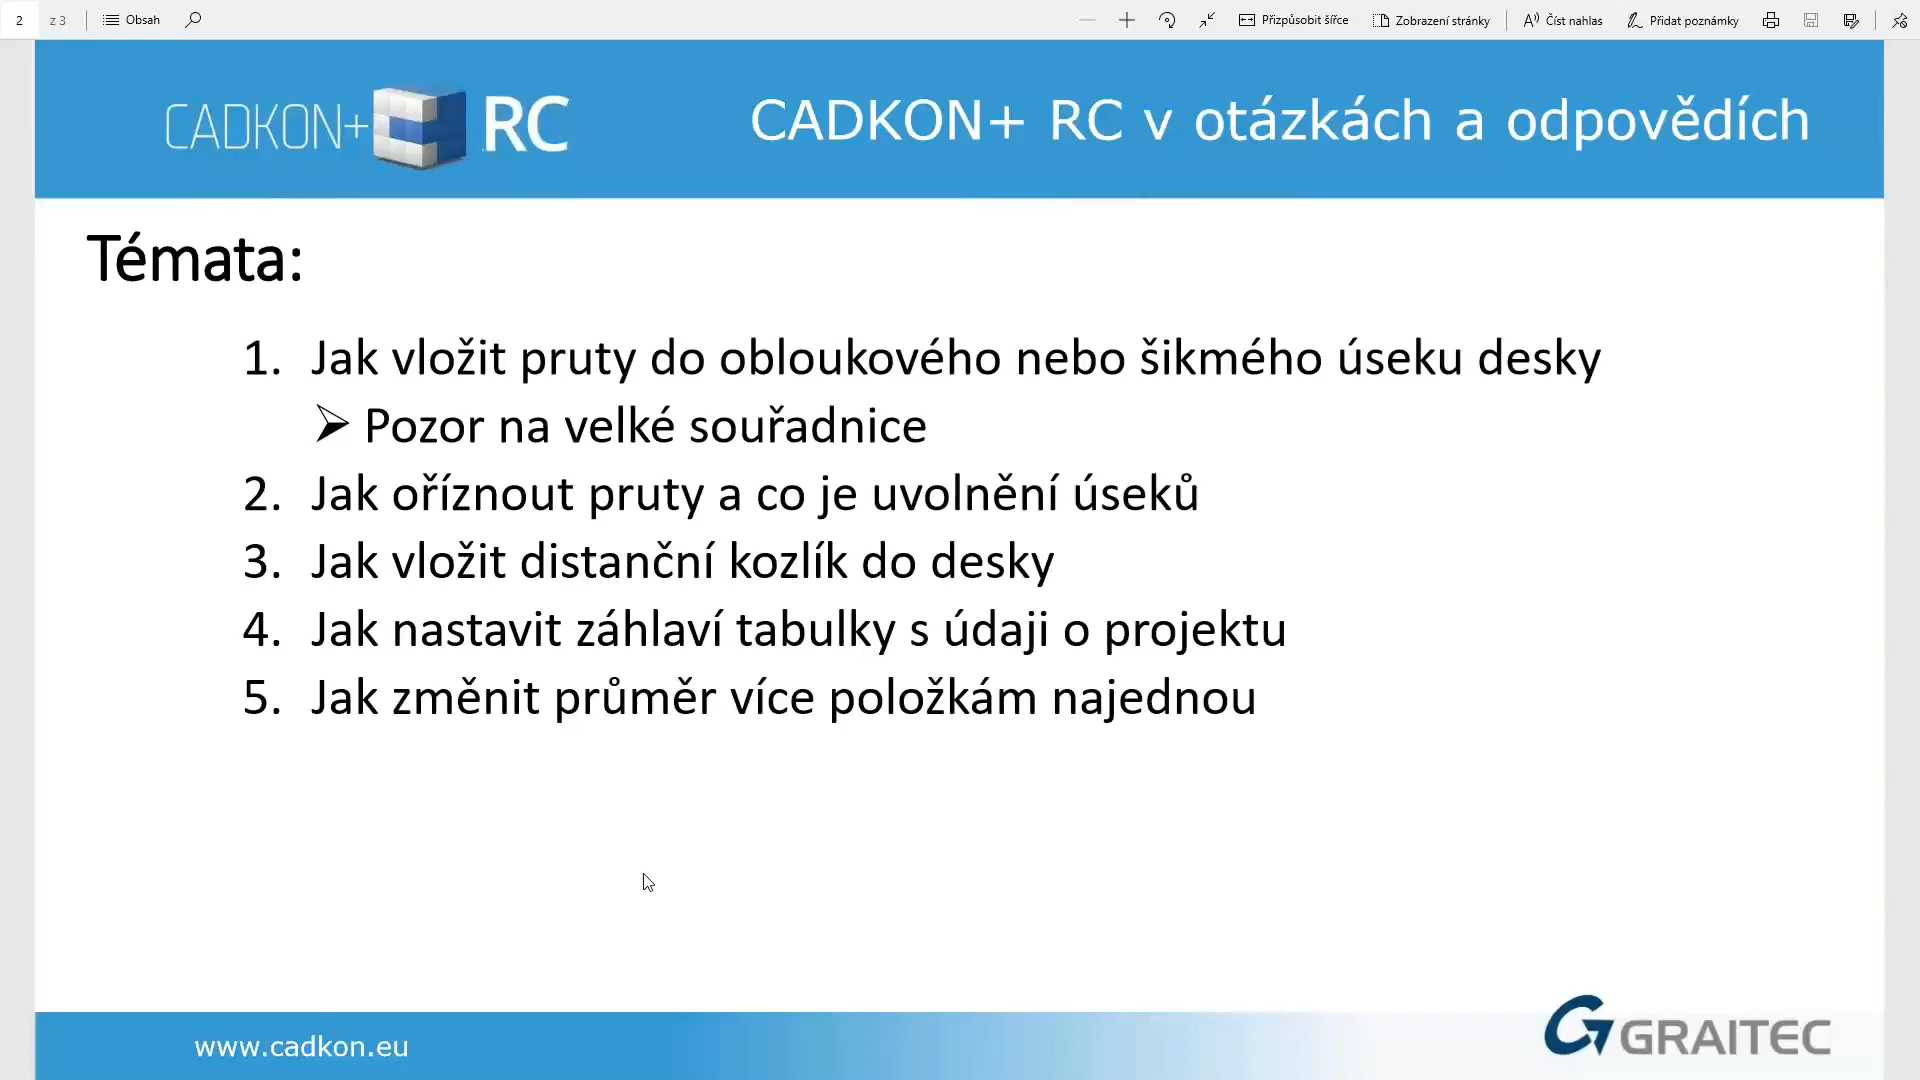 2 z 3 Obsah Přizpůsobit šířce Zobrazení stránky Číst nahlas Přidat poznámky
CADKON+ RC CADKON+ RC v otázkách a odpovědích
Témata:
1. Jak vložit pruty do obloukového nebo šikmého úseku desky
➢ Pozor na velké souřadnice
2. Jak oříznout pruty a co je uvolnění úseků
3. Jak vložit distanční kozlík do desky
4. Jak nastavit záhlaví tabulky s údaji o projektu
5. Jak změnit průměr více položkám najednou
www.cadkon.eu
GRAITEC